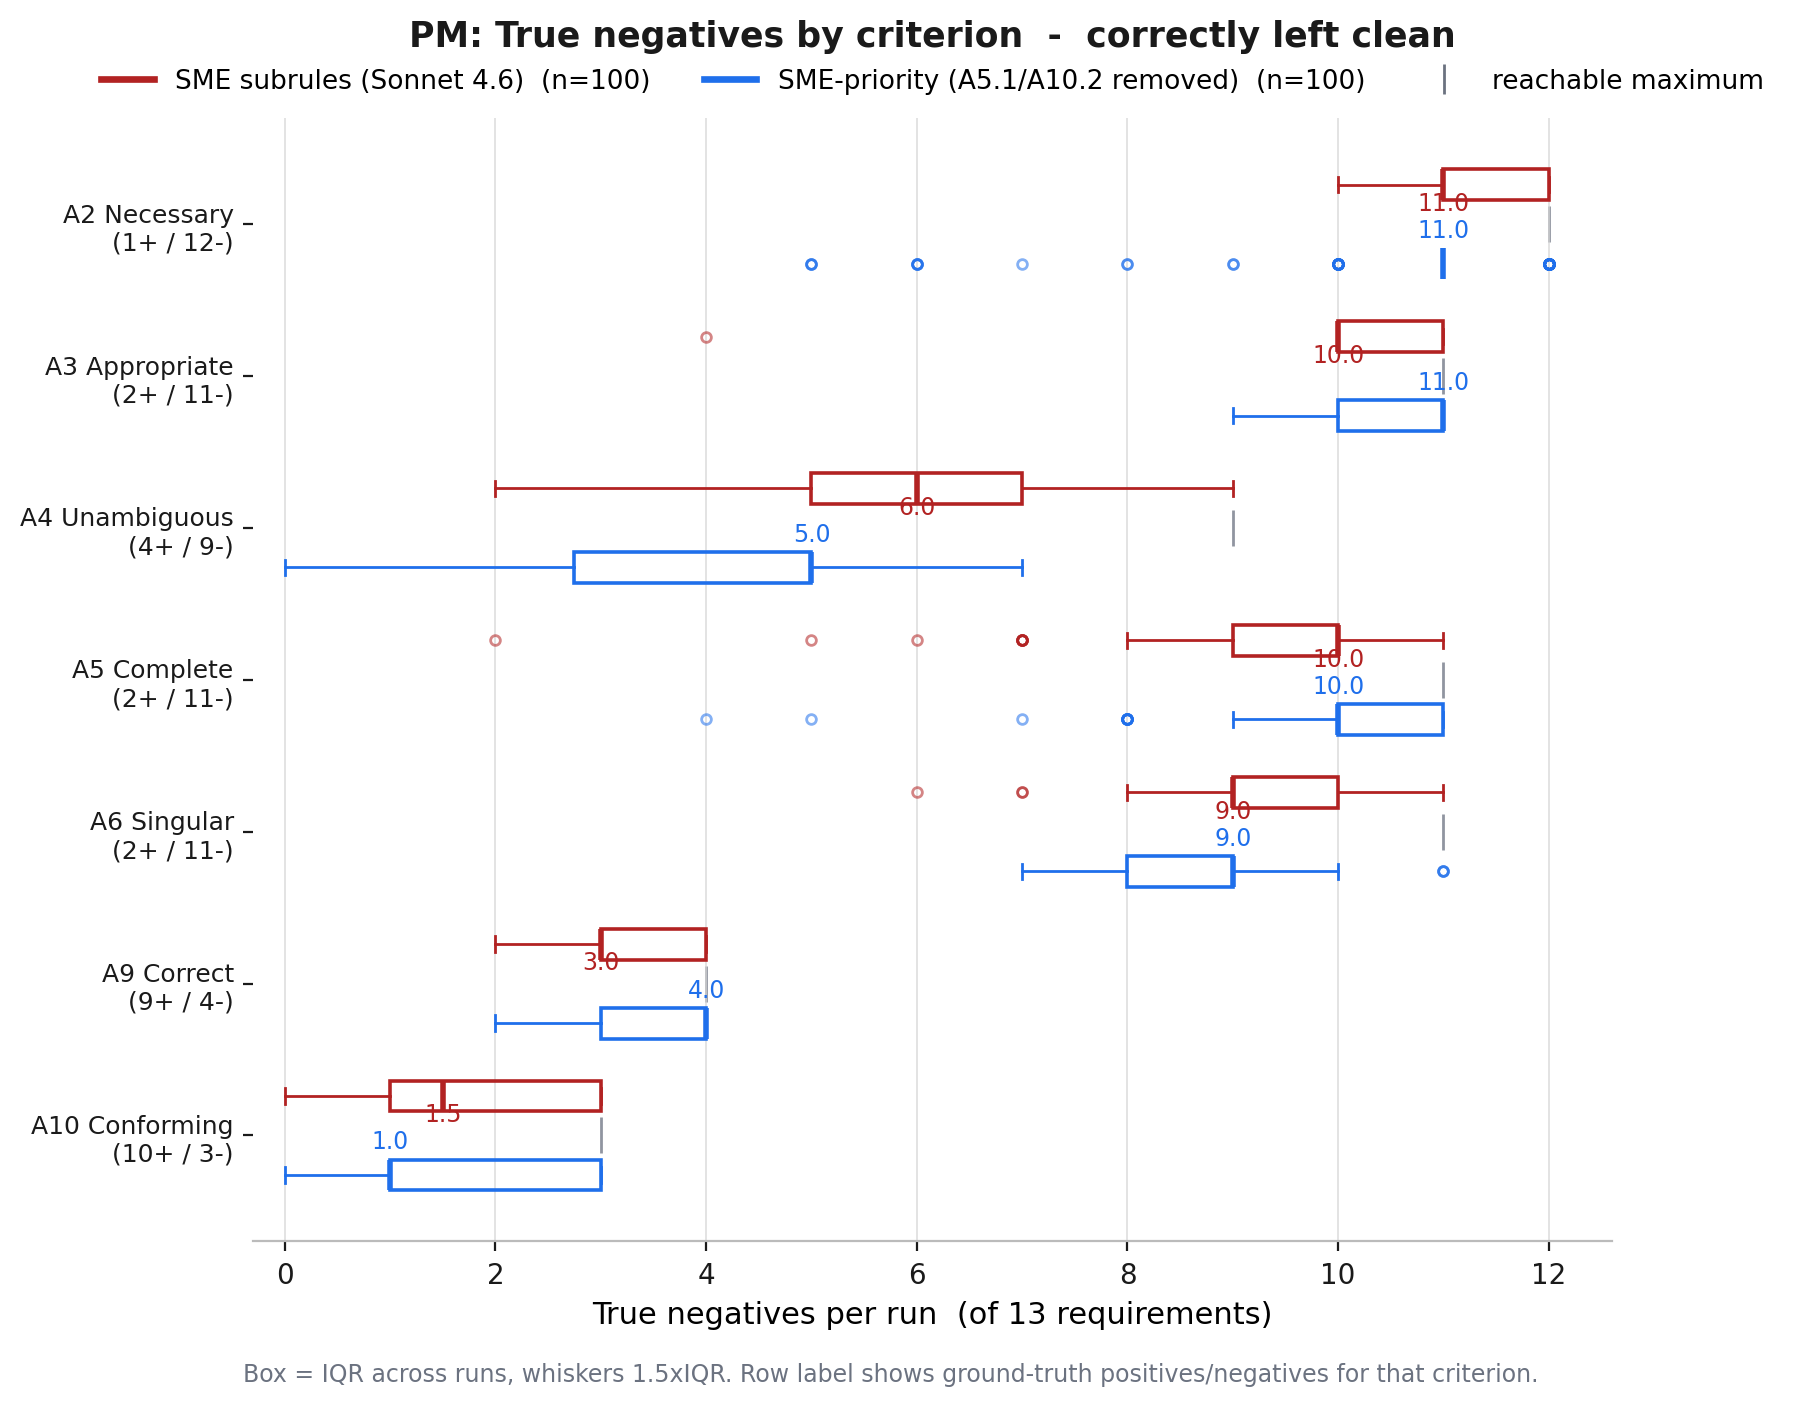 PM: True negatives by criterion - correctly left clean
SME subrules (Sonnet 4.6) (n=100)
SME-priority (A5.1/A10.2 removed) (n=100)
reachable maximum
A2 Necessary
(1+ / 12-)
11.0
11.0
A3 Appropriate
(2+ / 11-)
10.0
11.0
A4 Unambiguous
(4+ / 9-)
6.0
5.0
A5 Complete
(2+ / 11-)
10.0
10.0
A6 Singular
(2+ / 11-)
9.0
9.0
A9 Correct
(9+ / 4-)
3.0
4.0
A10 Conforming
(10+ / 3-)
1.5
1.0
0 2 4 6 8 10 12
True negatives per run (of 13 requirements)
Box = IQR across runs, whiskers 1.5xIQR. Row label shows ground-truth positives/negatives for that criterion.